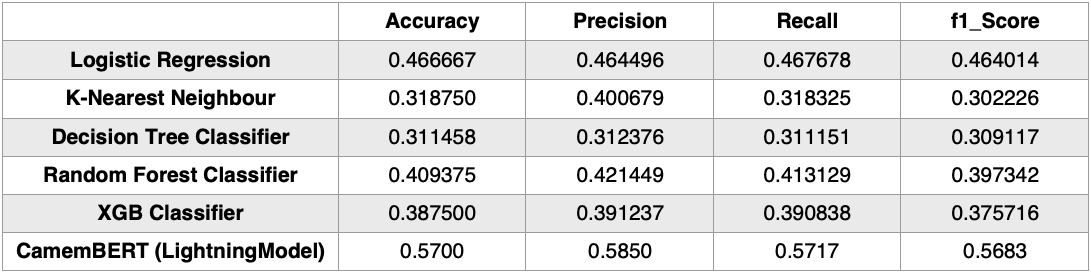 Accuracy Precision Recall f1_Score
Logistic Regression 0.466667 0.464496 0.467678 0.464014
K-Nearest Neighbour 0.318750 0.400679 0.318325 0.302226
Decision Tree Classifier 0.311458 0.312376 0.311151 0.309117
Random Forest Classifier 0.409375 0.421449 0.413129 0.397342
XGB Classifier 0.387500 0.391237 0.390838 0.375716
CamemBERT (LightningModel) 0.5700 0.5850 0.5717 0.5683